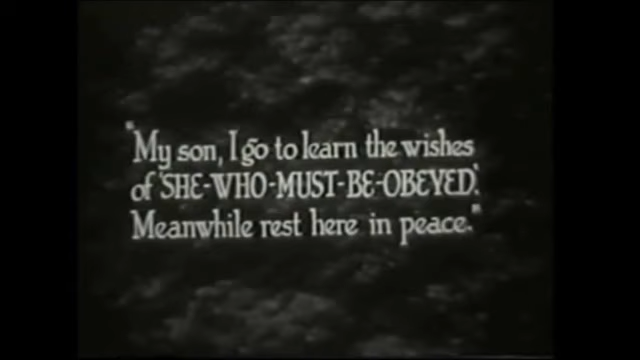 "My son, I go to learn the wishes
of 'SHE-WHO-MUST-BE-OBEYED'.
Meanwhile rest here in peace."